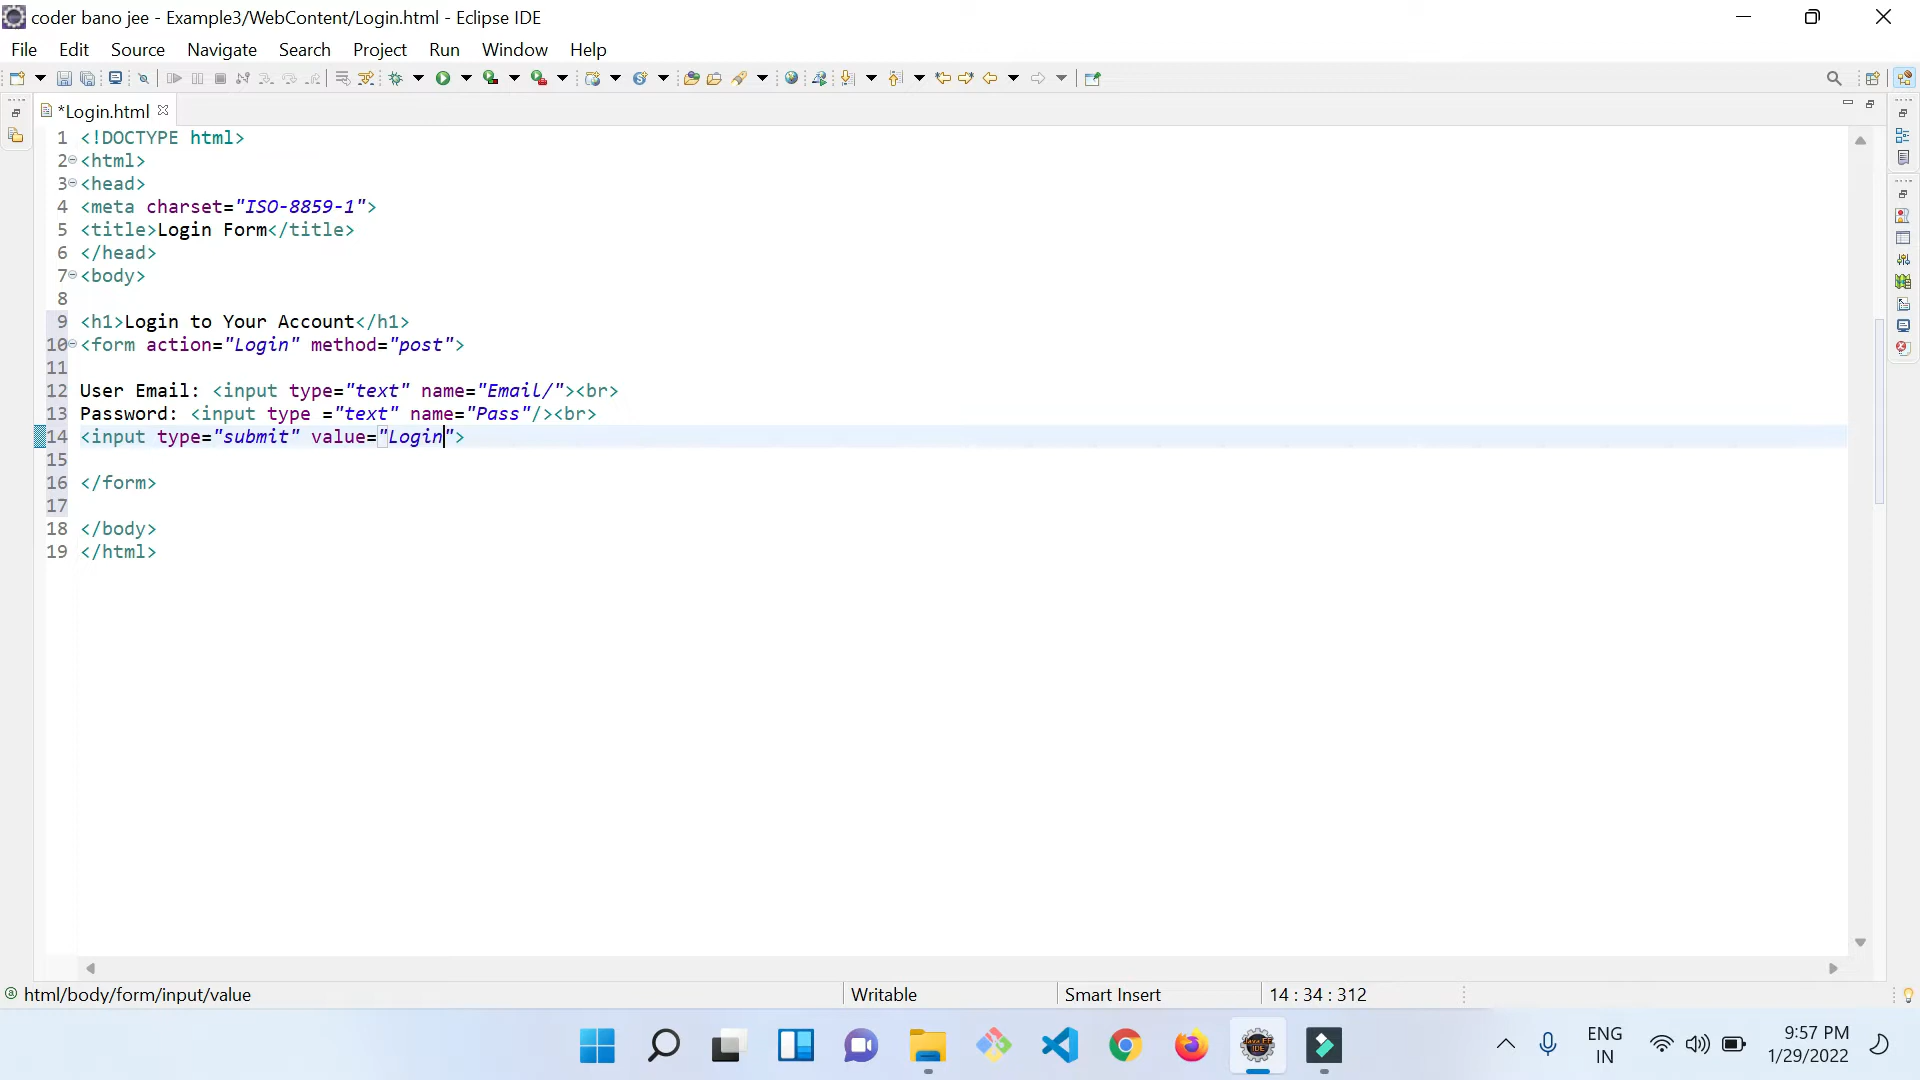 coder bano jee - Example3/WebContent/Login.html - Eclipse IDE
File Edit Source Navigate Search Project Run Window Help
*Login.html
1 <!DOCTYPE html>
2 <html>
3 <head>
4 <meta charset="ISO-8859-1">
5 <title>Login Form</title>
6 </head>
7 <body>
8
9 <h1>Login to Your Account</h1>
10 <form action="Login" method="post">
11
12 User Email: <input type="text" name="Email/"><br>
13 Password: <input type ="text" name="Pass"/><br>
14 <input type="submit" value="Login">
15
16 </form>
17
18 </body>
19 </html>
html/body/form/input/value Writable Smart Insert 14 : 34 : 312
ENG 9:57 PM
IN 1/29/2022